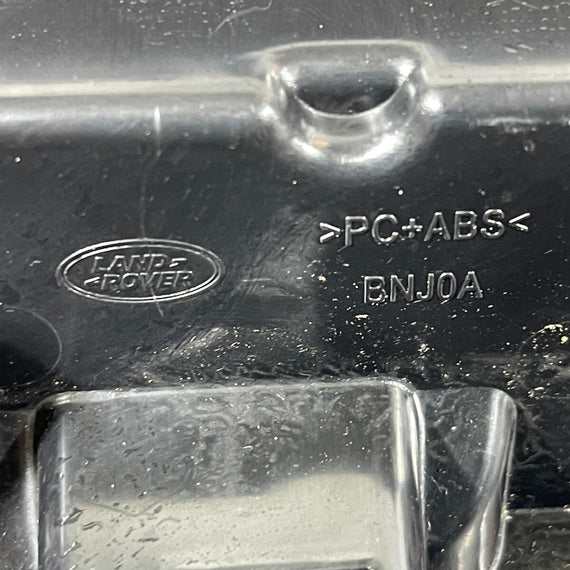 LAND-
-ROVER
>PC+ABS<
BNJ0A